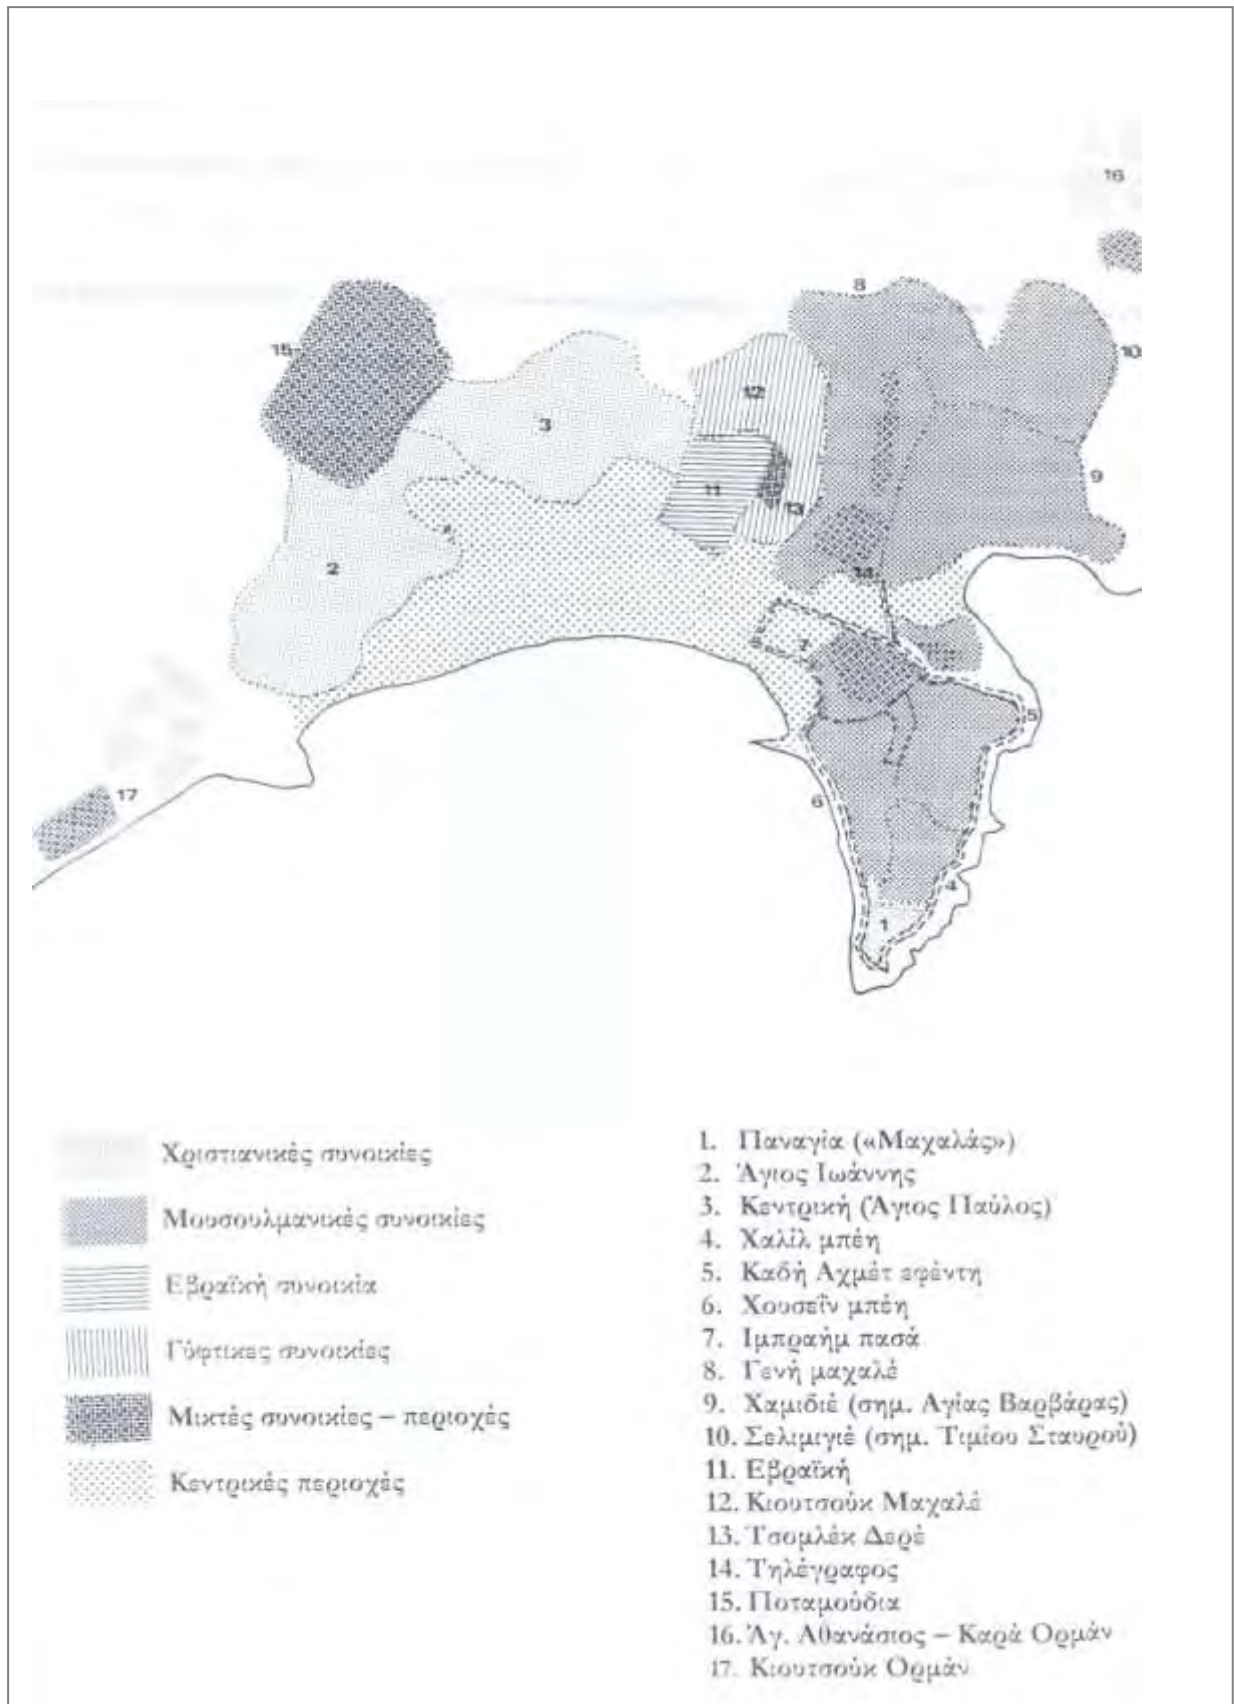 16
8
15
10
3
12
9
11
13
2
14
7
5
17
6
4
1
Χριστιανικές συνοικίες
Μουσουλμανικές συνοικίες
Εβραϊκή συνοικία
Γύφτικες συνοικίες
Μικτές συνοικίες – περιοχές
Κεντρικές περιοχές
1. Παναγία («Μαχαλάς»)
2. Άγιος Ιωάννης
3. Κεντρική (Άγιος Παύλος)
4. Χαλίλ μπέη
5. Καδή Αχμέτ εφέντη
6. Χουσεΐν μπέη
7. Ιμπραήμ πασά
8. Γενή μαχαλέ
9. Χαμιδιέ (σημ. Αγίας Βαρβάρας)
10. Σελιμιγιέ (σημ. Τιμίου Σταυρού)
11. Εβραϊκή
12. Κιουτσούκ Μαχαλέ
13. Τσομλέκ Δερέ
14. Τηλέγραφος
15. Ποταμούδια
16. Άγ. Αθανάσιος – Καρά Ορμάν
17. Κιουτσούκ Ορμάν